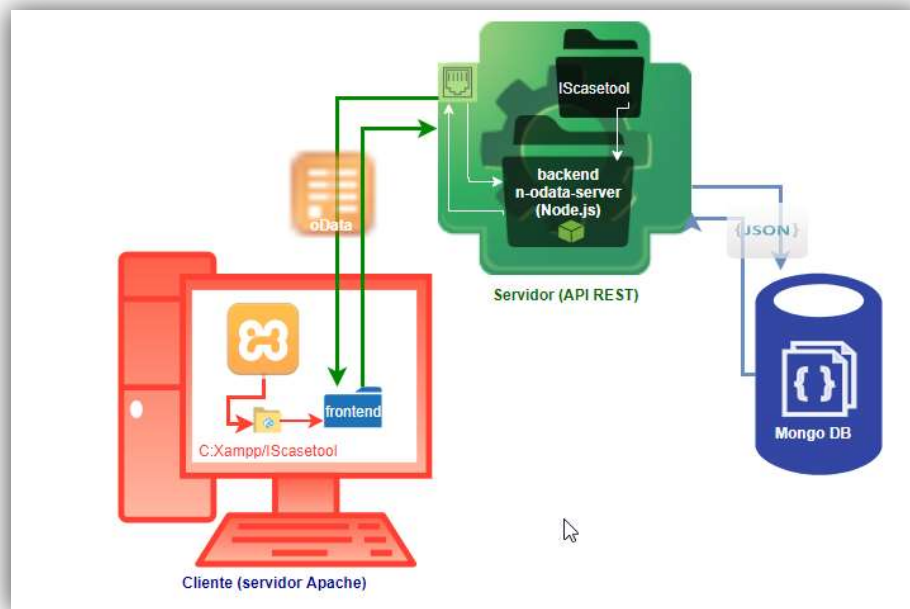 IScasetool
backend
n-odata-server
(Node.js)
oData
{JSON}
Servidor (API REST)
frontend
C:Xampp/IScasetool
{ }
Mongo DB
Cliente (servidor Apache)